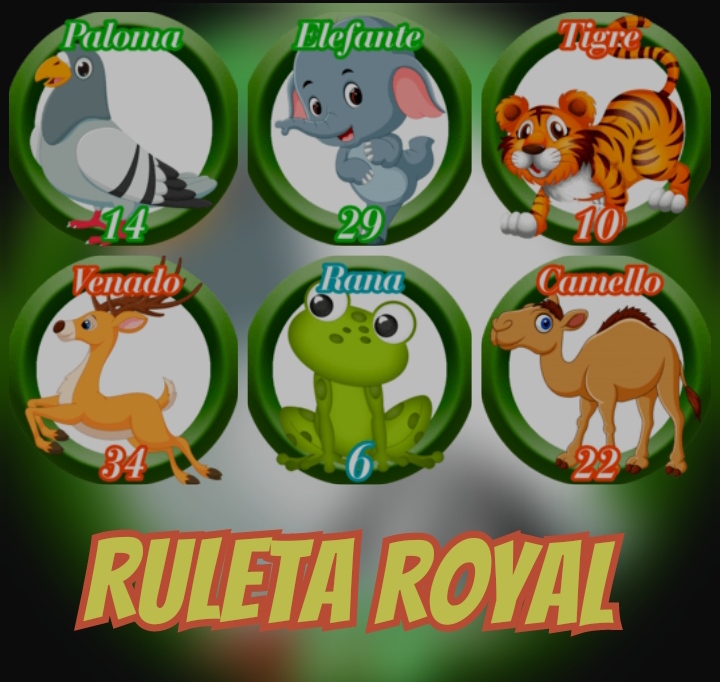 Paloma
Elefante
Tigre
14
29
10
Venado
Rana
Camello
34
6
22
RULETA ROYAL